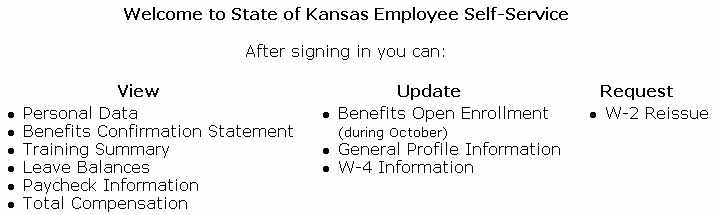 Welcome to State of Kansas Employee Self-Service
After signing in you can:
View
• Personal Data
• Benefits Confirmation Statement
• Training Summary
• Leave Balances
• Paycheck Information
• Total Compensation
Update
• Benefits Open Enrollment
(during October)
• General Profile Information
• W-4 Information
Request
• W-2 Reissue